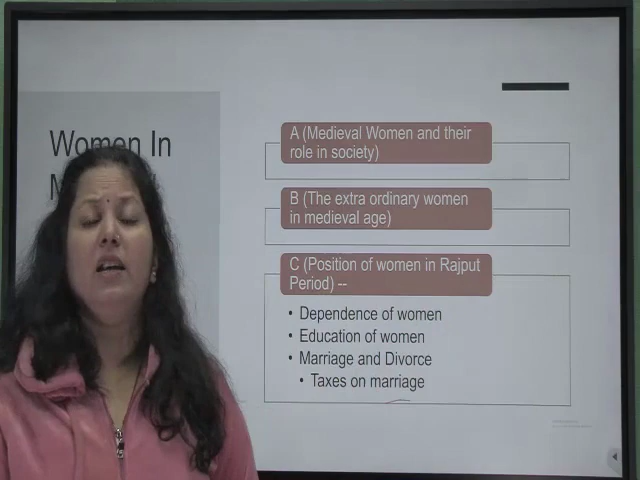 Women In
A (Medieval Women and their
role in society)
B (The extra ordinary women
in medieval age)
C (Position of women in Rajput
Period) --
• Dependence of women
• Education of women
• Marriage and Divorce
• Taxes on marriage